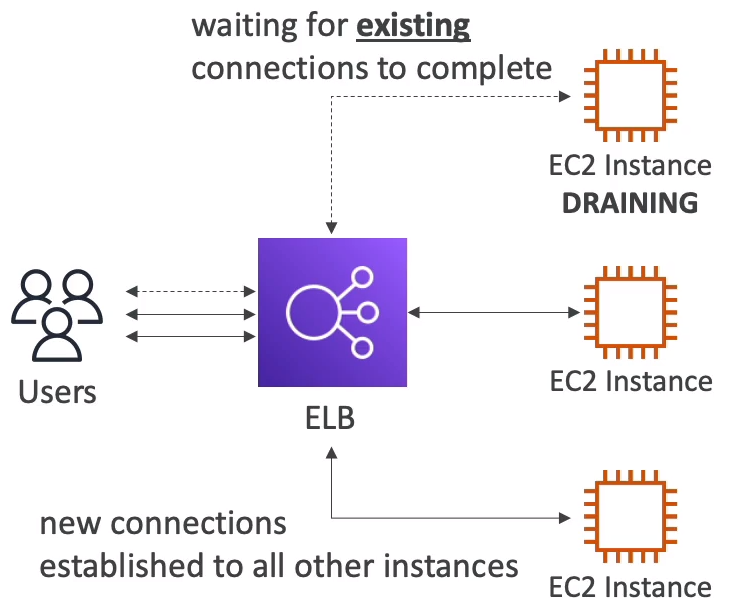 waiting for existing
connections to complete
EC2 Instance
DRAINING
Users
EC2 Instance
ELB
new connections
established to all other instances
EC2 Instance